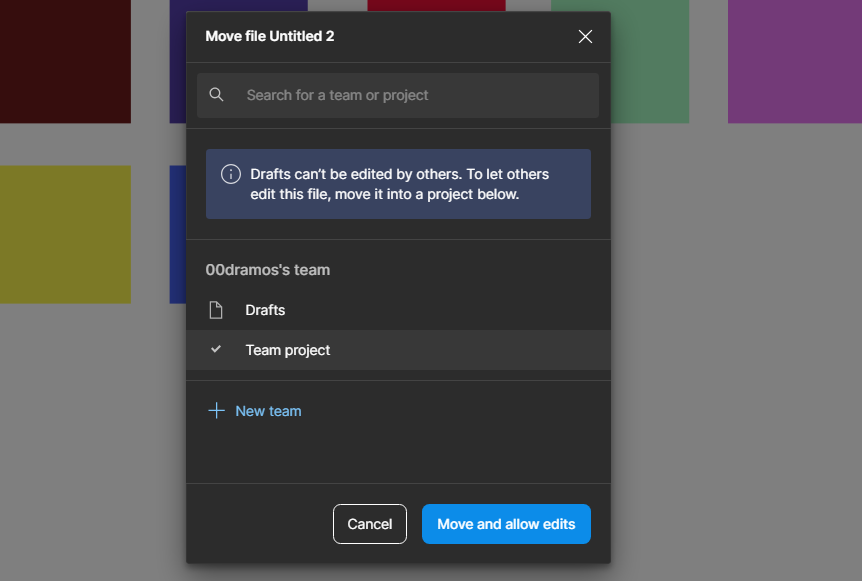 Move file Untitled 2
Search for a team or project
Drafts can’t be edited by others. To let others
edit this file, move it into a project below.
00dramos's team
Drafts
Team project
New team
Cancel
Move and allow edits